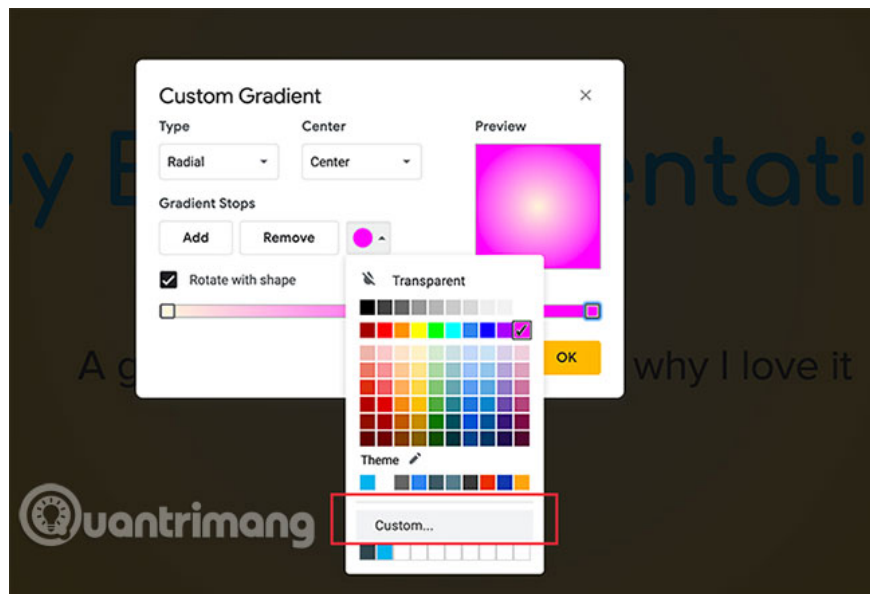 Custom Gradient
Type Center Preview
Radial Center
Gradient Stops
Add Remove
Rotate with shape
Transparent
OK
Theme
Custom...
ly E entati
A g why I love it
Quantrimang